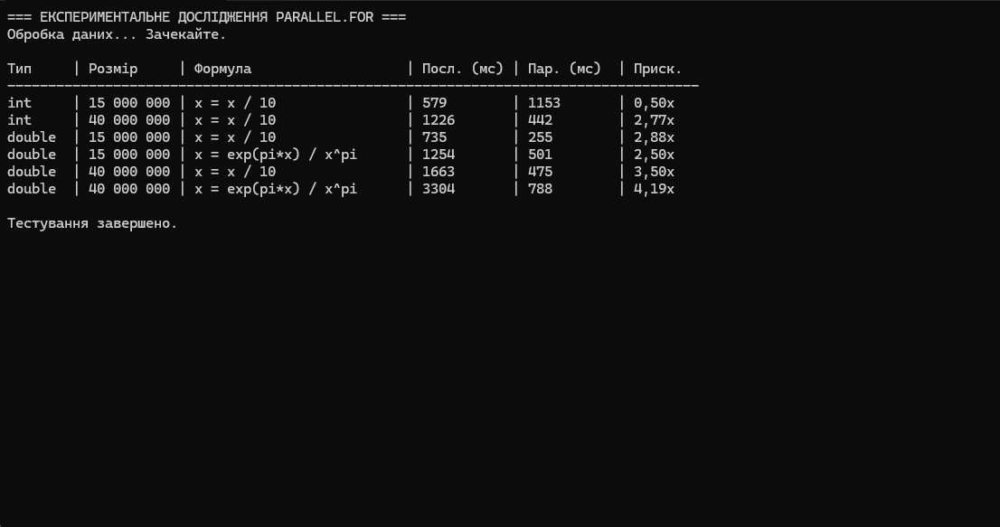 === ЕКСПЕРИМЕНТАЛЬНЕ ДОСЛІДЖЕННЯ PARALLEL.FOR ===
Обробка даних... Зачекайте.
Тип | Розмір | Формула | Посл. (мс) | Пар. (мс) | Приск.
-------------------------------------------------------------------------------------
int | 15 000 000 | x = x / 10 | 579 | 1153 | 0,50x
int | 40 000 000 | x = x / 10 | 1226 | 442 | 2,77x
double | 15 000 000 | x = x / 10 | 735 | 255 | 2,88x
double | 15 000 000 | x = exp(pi*x) / x^pi | 1254 | 501 | 2,50x
double | 40 000 000 | x = x / 10 | 1663 | 475 | 3,50x
double | 40 000 000 | x = exp(pi*x) / x^pi | 3304 | 788 | 4,19x
Тестування завершено.